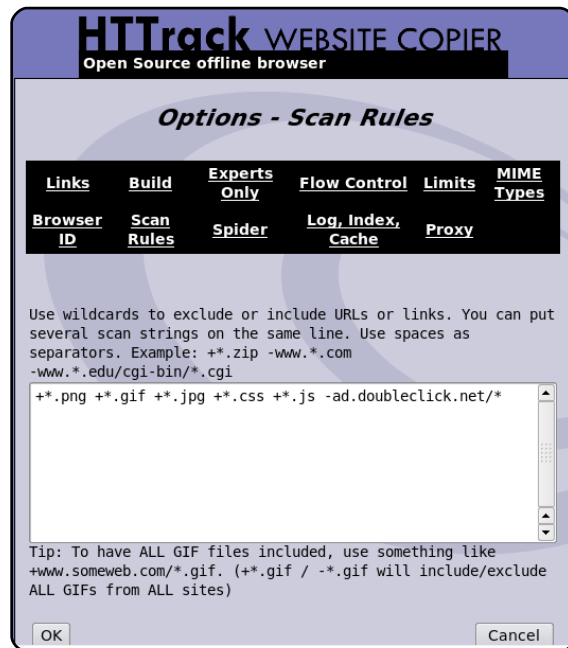 HTTrack WEBSITE COPIER
Open Source offline browser
Options - Scan Rules
Links Build Experts Only Flow Control Limits MIME Types
Browser ID Scan Rules Spider Log, Index, Cache Proxy
Use wildcards to exclude or include URLs or links. You can put
several scan strings on the same line. Use spaces as
separators. Example: +*.zip -www.*.com
-www.*.edu/cgi-bin/*.cgi
+*.png +*.gif +*.jpg +*.css +*.js -ad.doubleclick.net/*
Tip: To have ALL GIF files included, use something like
+www.someweb.com/*.gif. (+*.gif / -*.gif will include/exclude
ALL GIFs from ALL sites)
OK Cancel